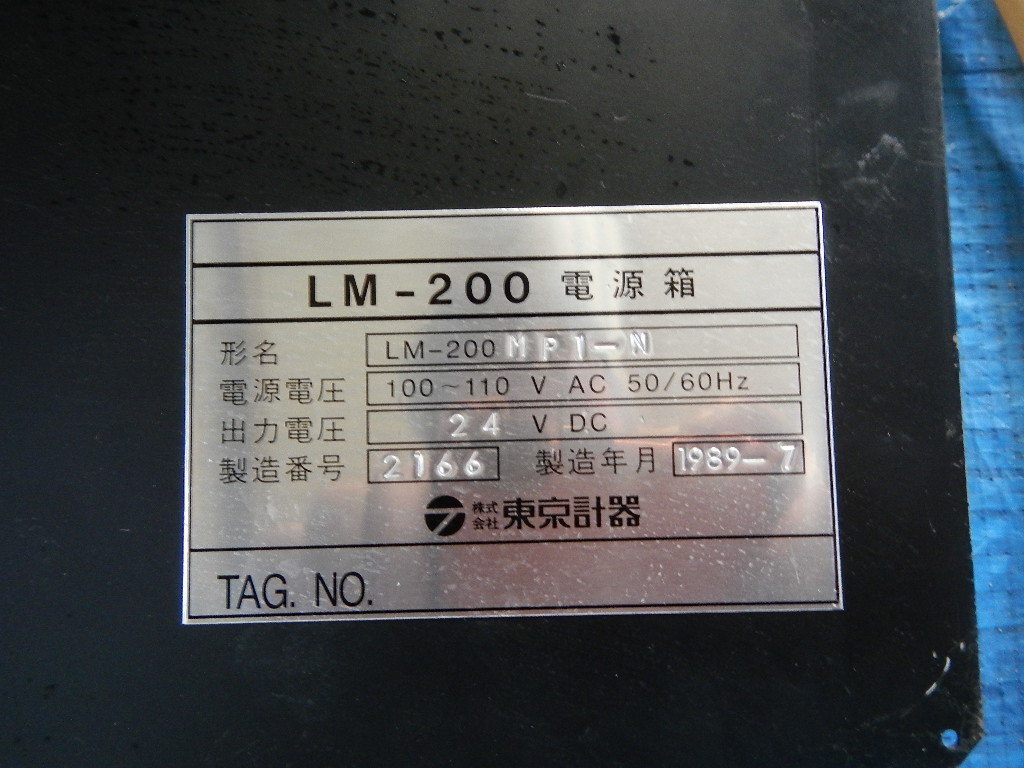 LM-200 電源箱
形名 LM-200 MP1-N
電源電圧 100~110 V AC 50/60Hz
出力電圧 24 V DC
製造番号 2166 製造年月 1989-7
株式会社 東京計器
TAG. NO.